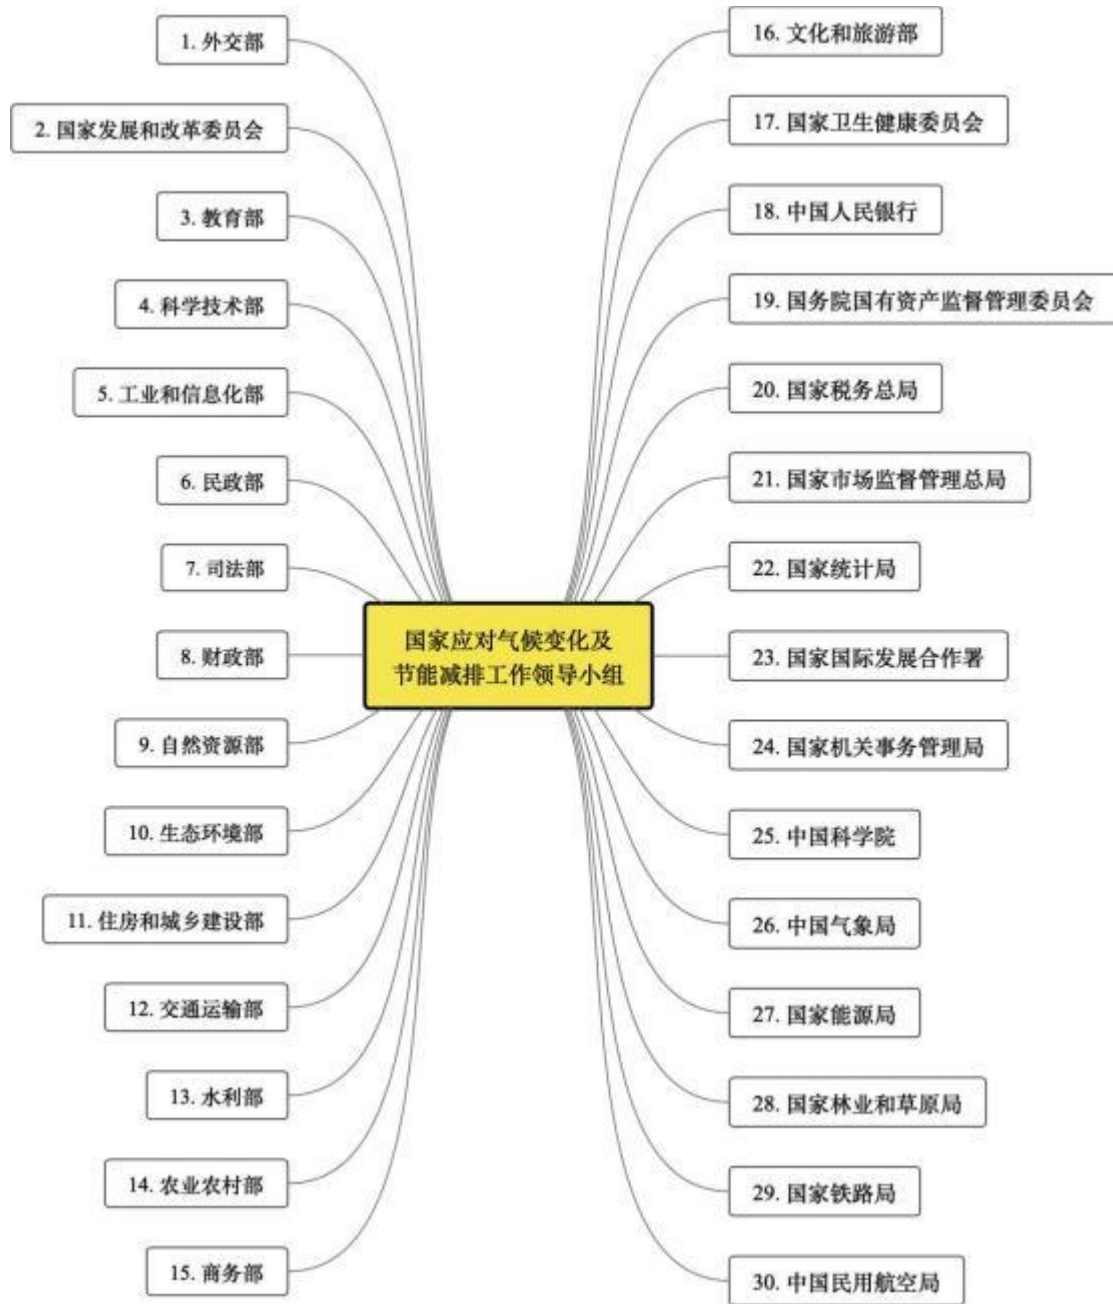 1. 外交部
2. 国家发展和改革委员会
3. 教育部
4. 科学技术部
5. 工业和信息化部
6. 民政部
7. 司法部
8. 财政部
9. 自然资源部
10. 生态环境部
11. 住房和城乡建设部
12. 交通运输部
13. 水利部
14. 农业农村部
15. 商务部
国家应对气候变化及
节能减排工作领导小组
16. 文化和旅游部
17. 国家卫生健康委员会
18. 中国人民银行
19. 国务院国有资产监督管理委员会
20. 国家税务总局
21. 国家市场监督管理总局
22. 国家统计局
23. 国家国际发展合作署
24. 国家机关事务管理局
25. 中国科学院
26. 中国气象局
27. 国家能源局
28. 国家林业和草原局
29. 国家铁路局
30. 中国民用航空局